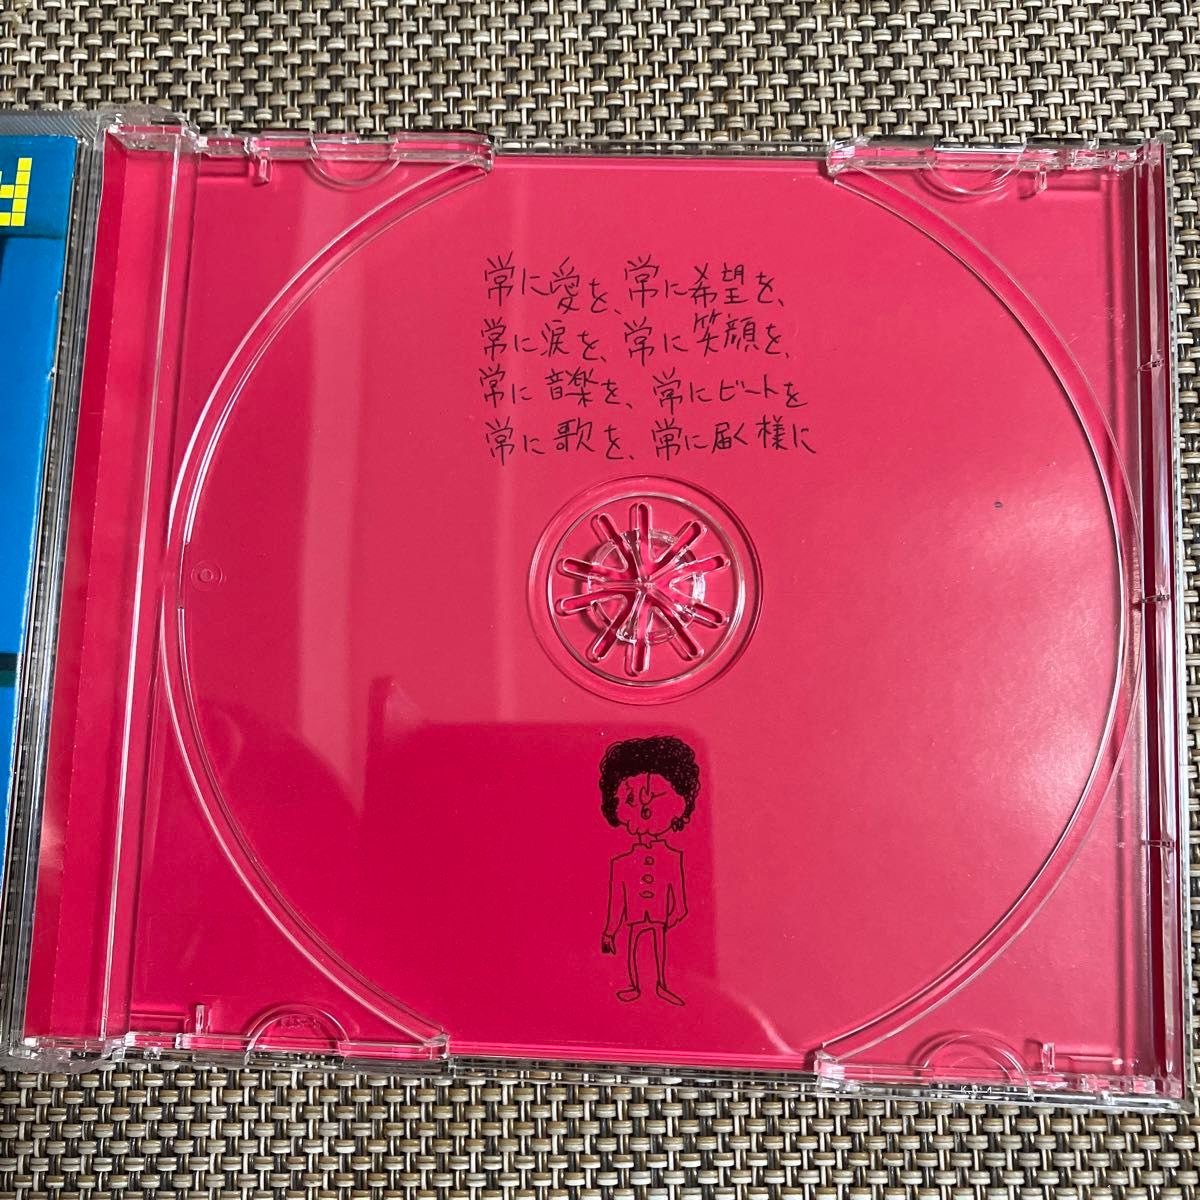 常に愛を、常に希望を、
常に涙を、常に笑顔を、
常に音楽を、常にビートを
常に歌を、常に届く様に